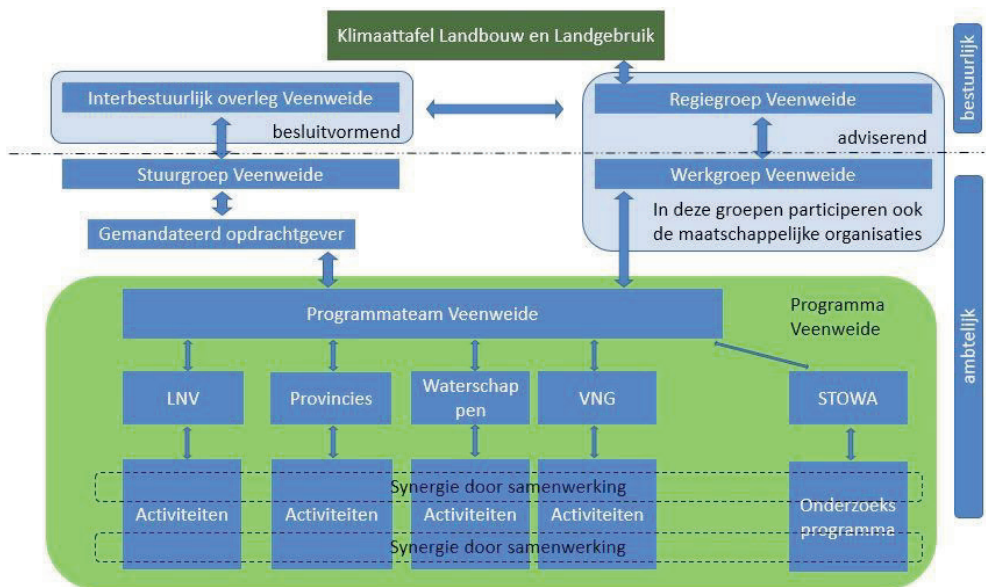 Klimaattafel Landbouw en Landgebruik
bestuurlijk
Interbestuurlijk overleg Veenweide
besluitvormend
Regiegroep Veenweide
adviserend
Stuurgroep Veenweide
Werkgroep Veenweide
In deze groepen participeren ook
de maatschappelijke organisaties
Gemandateerd opdrachtgever
ambtelijk
Programma
Veenweide
Programmateam Veenweide
LNV
Provincies
Waterschap
pen
VNG
STOWA
Synergie door samenwerking
Activiteiten
Activiteiten
Activiteiten
Activiteiten
Onderzoeks
programma
Synergie door samenwerking